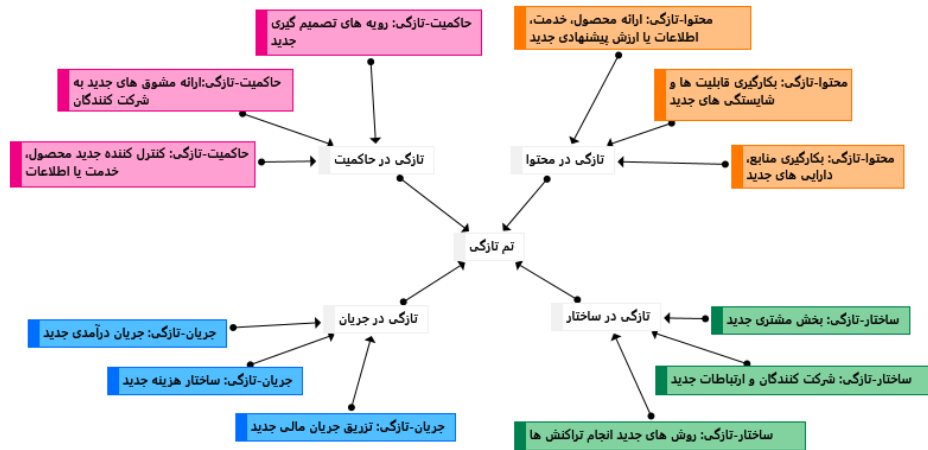 حاکمیت-تازگی: رویه های تصمیم گیری
جدید
محتوا-تازگی: ارائه محصول، خدمت،
اطلاعات یا ارزش پیشنهادی جدید
حاکمیت-تازگی:ارائه مشوق های جدید به
شرکت کنندگان
محتوا-تازگی: بکارگیری قابلیت ها و
شایستگی های جدید
حاکمیت-تازگی: کنترل کننده جدید محصول،
خدمت یا اطلاعات
تازگی در حاکمیت
تازگی در محتوا
محتوا-تازگی: بکارگیری منابع،
دارایی های جدید
تم تازگی
تازگی در جریان
تازگی در ساختار
جریان-تازگی: جریان درآمدی جدید
ساختار-تازگی: بخش مشتری جدید
جریان-تازگی: ساختار هزینه جدید
ساختار-تازگی: شرکت کنندگان و ارتباطات جدید
جریان-تازگی: تزریق جریان مالی جدید
ساختار-تازگی: روش های جدید انجام تراکنش ها